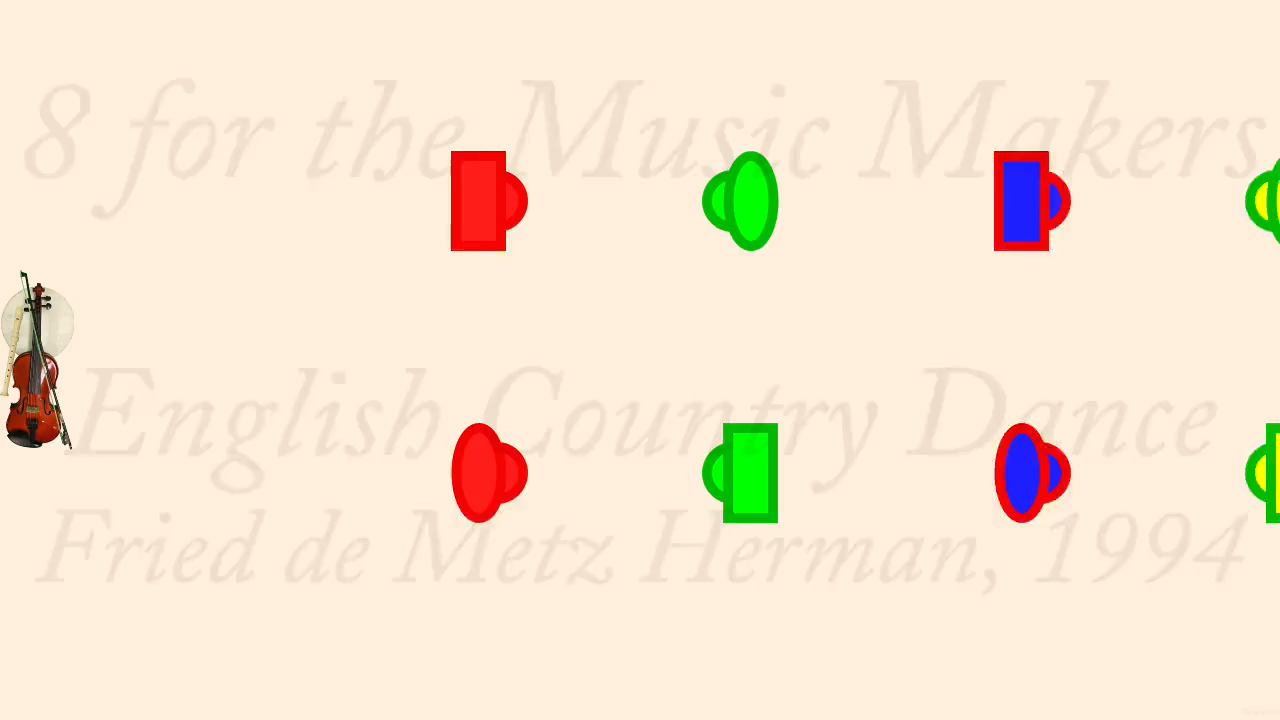 8 for the Music Makers
English Country Dance
Fried de Metz Herman, 1994